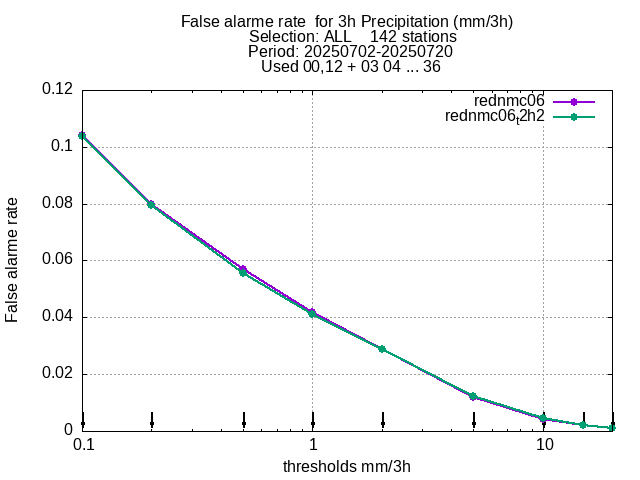 False alarme rate  for 3h Precipitation (mm/3h)
Selection: ALL    142 stations
Period: 20250702-20250720
Used 00,12 + 03 04 ... 36
rednmc06
rednmc06_t2h2
0.12
0.1
0.08
0.06
0.04
0.02
0
False alarme rate
0.1 1 10
thresholds mm/3h